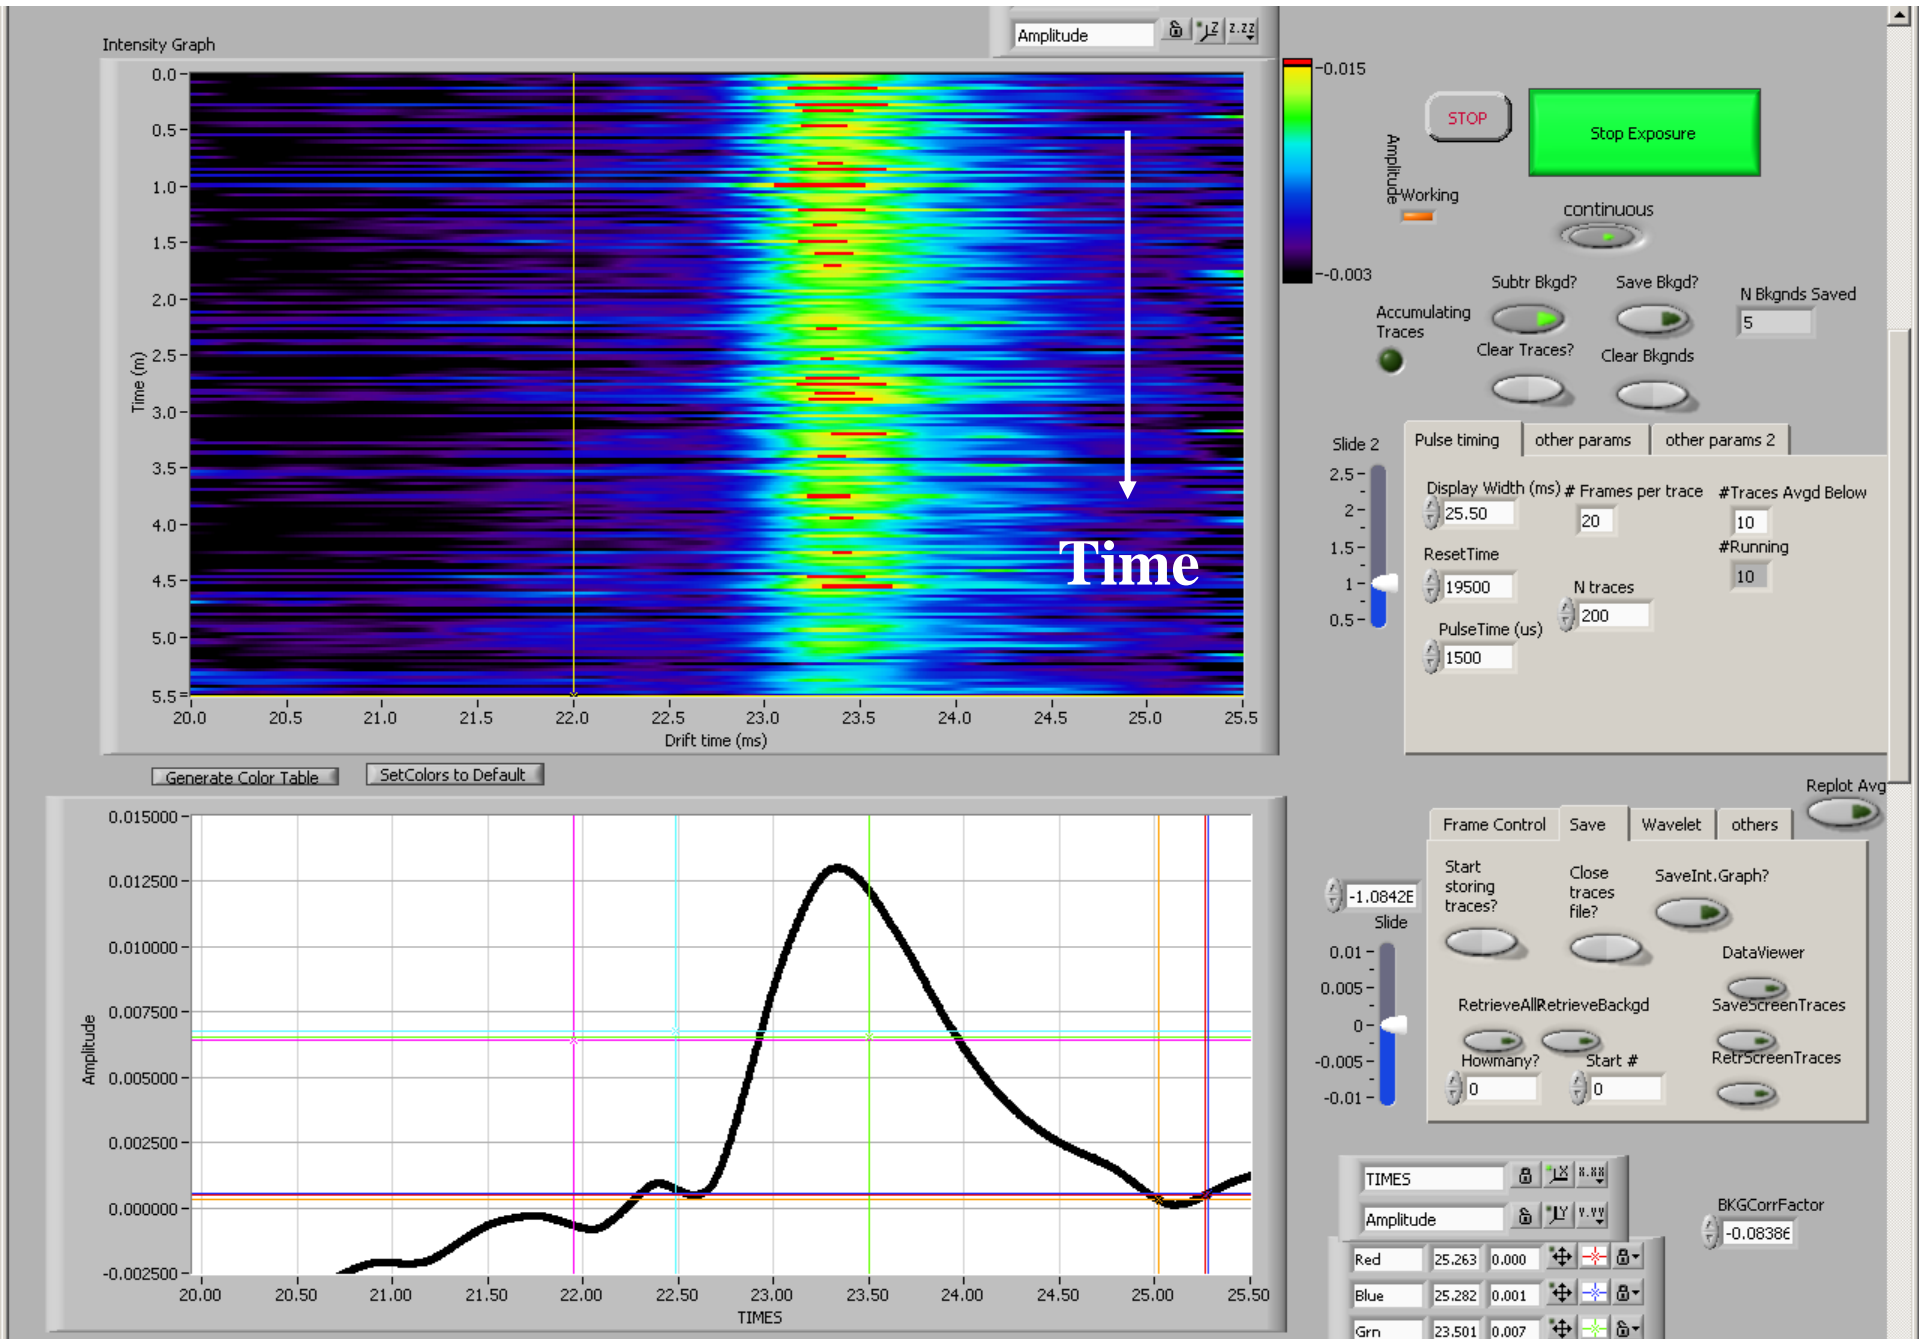 Amplitude
Intensity Graph
0.0
0.5
1.0
1.5
2.0
2.5
3.0
3.5
4.0
4.5
5.0
5.5
Time (m)
20.0 20.5 21.0 21.5 22.0 22.5 23.0 23.5 24.0 24.5 25.0 25.5
Drift time (ms)
Time
-0.015
-0.003
Amplitude
STOP
Stop Exposure
Working
continuous
Subtr Bkgd?
Save Bkgd?
N Bkgnds Saved
5
Accumulating
Traces
Clear Traces?
Clear Bkgnds
Slide 2
2.5
2
1.5
1
0.5
Pulse timing
other params
other params 2
Display Width (ms)
25.50
# Frames per trace
20
#Traces Avgd Below
10
#Running
10
ResetTime
19500
N traces
200
PulseTime (us)
1500
Generate Color Table
SetColors to Default
0.015000
0.012500
0.010000
0.007500
0.005000
0.002500
0.000000
-0.002500
Amplitude
20.00 20.50 21.00 21.50 22.00 22.50 23.00 23.50 24.00 24.50 25.00 25.50
TIMES
Replot Avg
-1.0842E
Slide
0.01
0.005
0
-0.005
-0.01
Frame Control
Save
Wavelet
others
Start
storing
traces?
Close
traces
file?
SaveInt.Graph?
DataViewer
RetrieveAll
RetrieveBackgd
SaveScreenTraces
Howmany?
0
Start #
0
RetrScreenTraces
TIMES
X.XX
Amplitude
Y.YY
Red 25.263 0.000
Blue 25.282 0.001
Grn 23.501 0.007
BKGCorrFactor
-0.0838